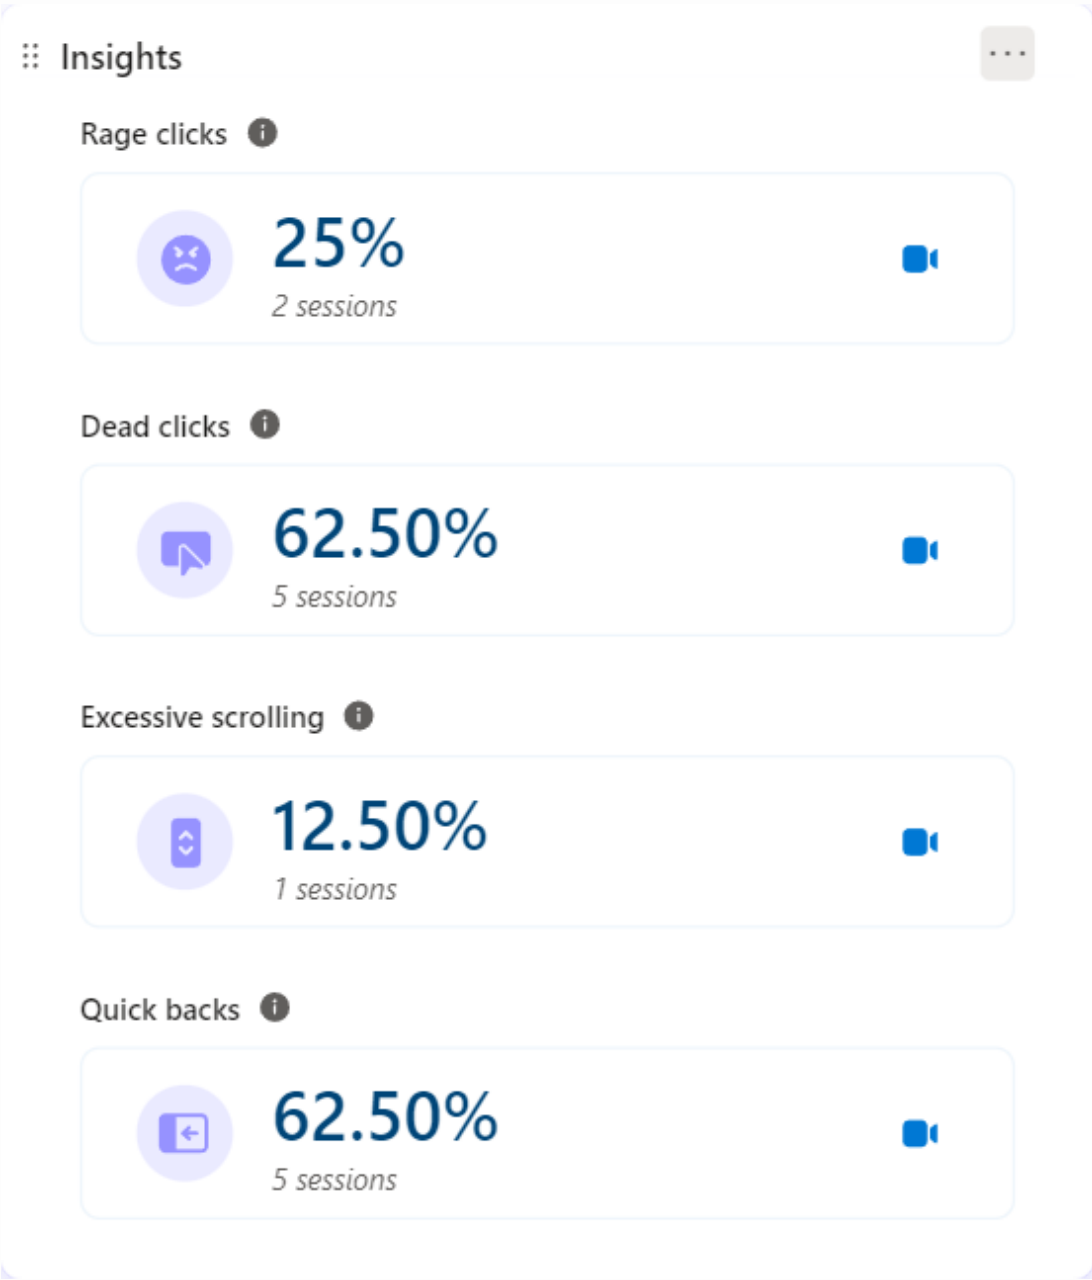 Insights
Rage clicks
25%
2 sessions
Dead clicks
62.50%
5 sessions
Excessive scrolling
12.50%
1 sessions
Quick backs
62.50%
5 sessions